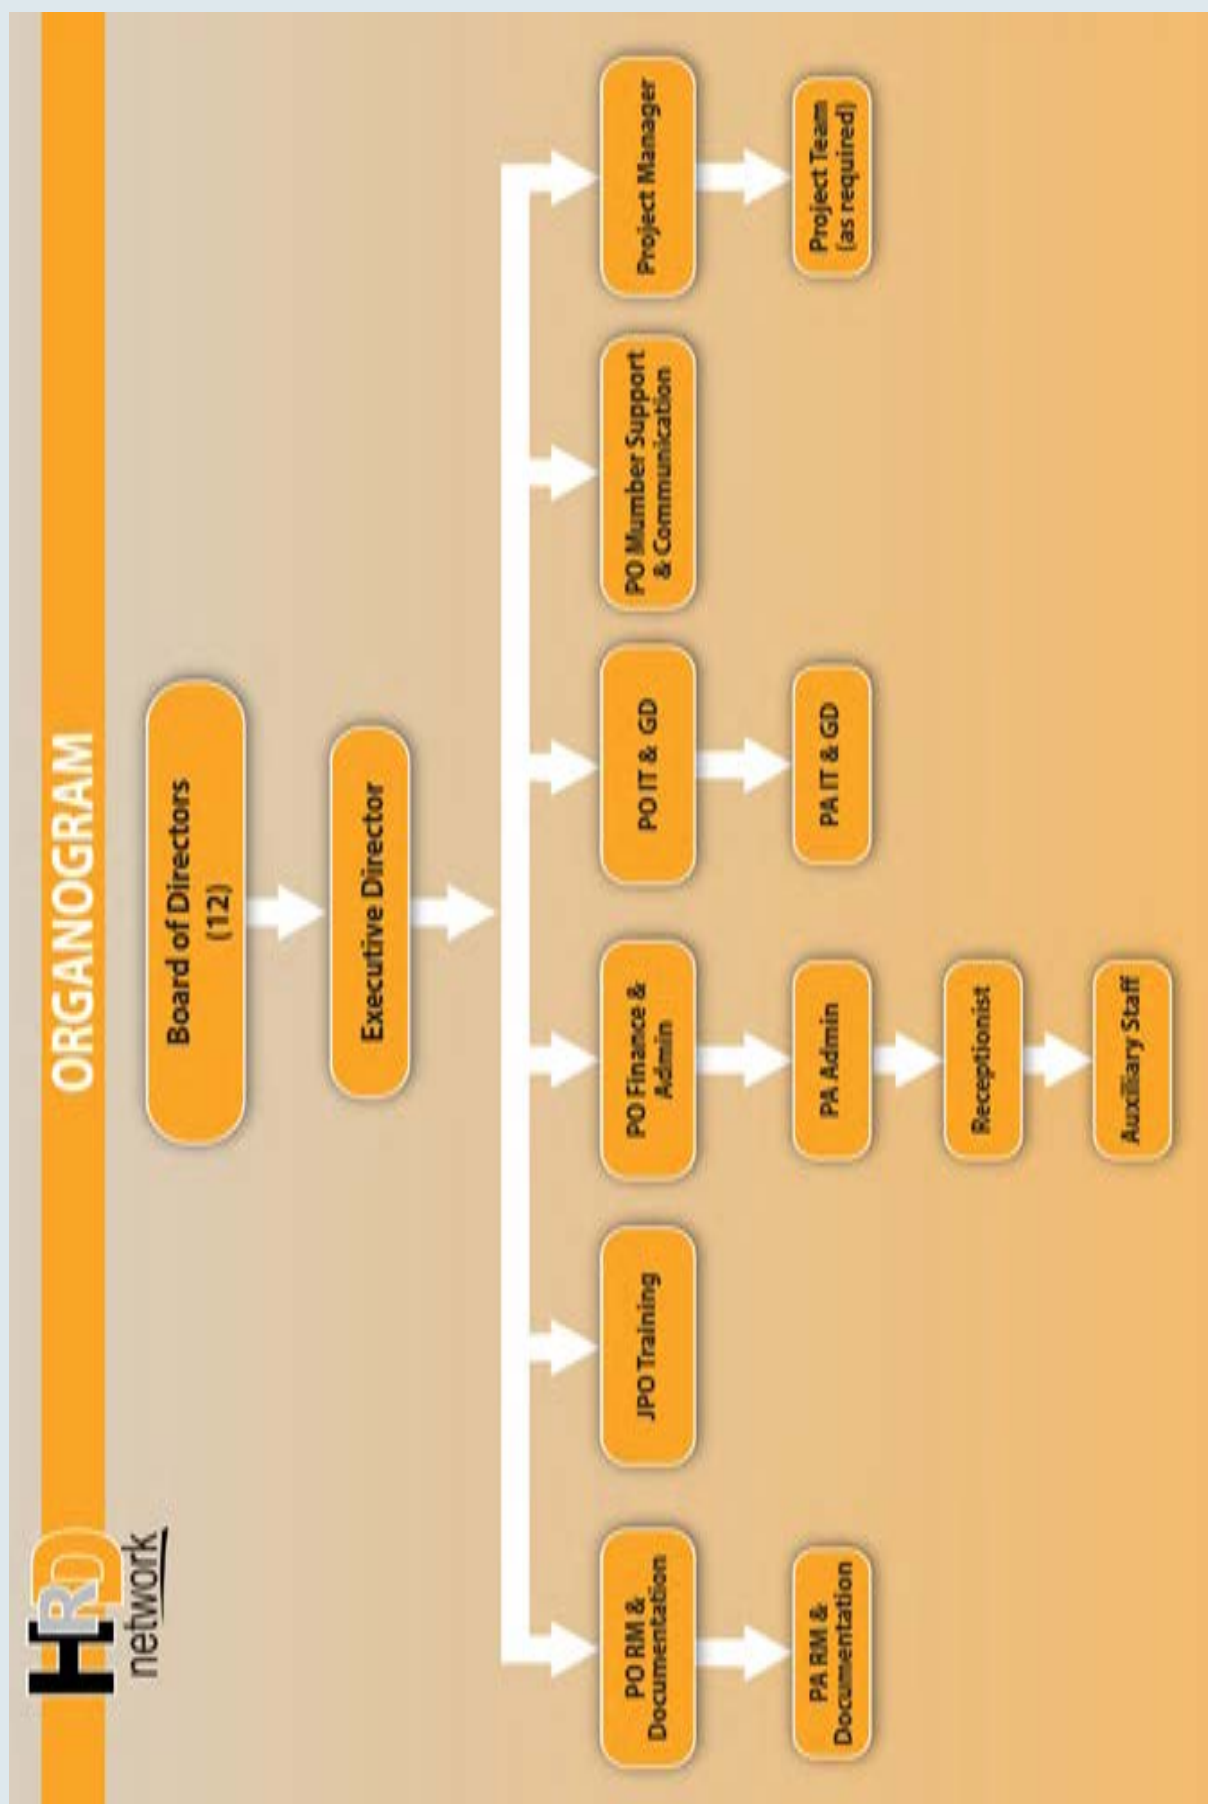 HRD
network
ORGANOGRAM
Board of Directors
(12)
Executive Director
PO RM &
Documentation
JPO Training
PO Finance &
Admin
PO IT & GD
PO Mumber Support
& Communication
Project Manager
PA RM &
Documentation
PA Admin
PA IT & GD
Project Team
(as required)
Receptionist
Auxilliary Staff